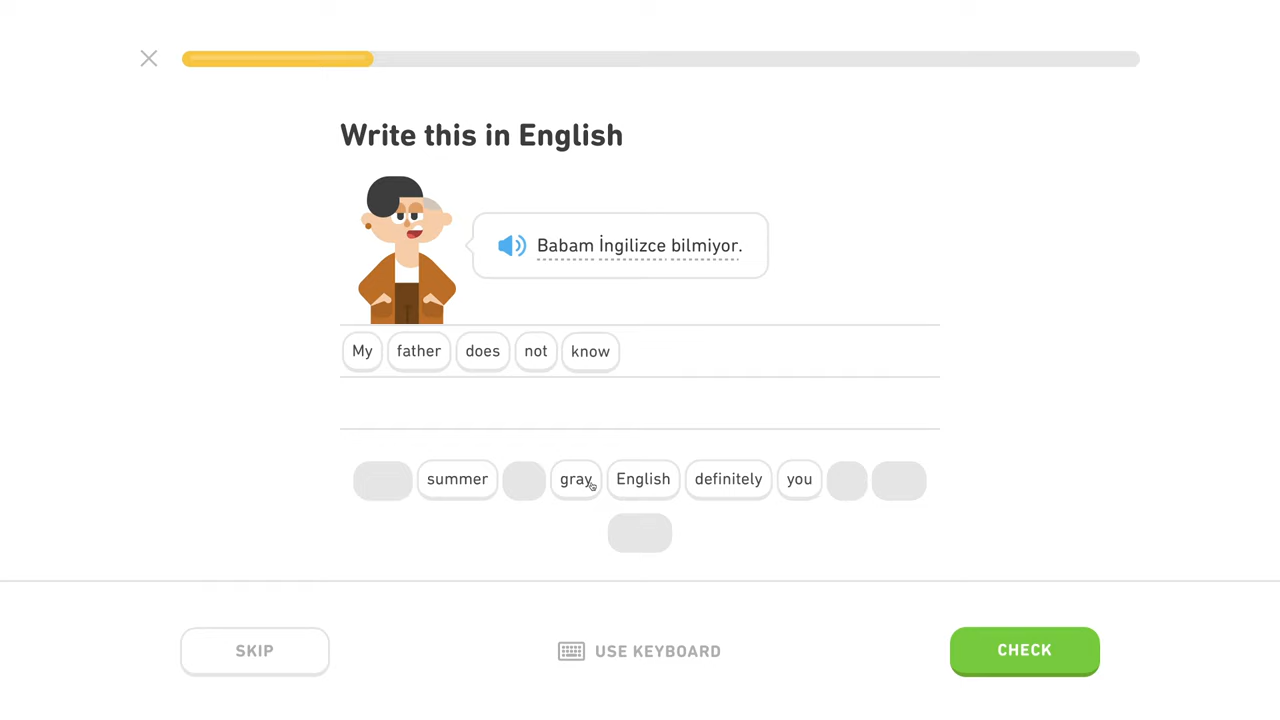 Write this in English
Babam İngilizce bilmiyor.
My father does not know
summer gray English definitely you
SKIP USE KEYBOARD CHECK